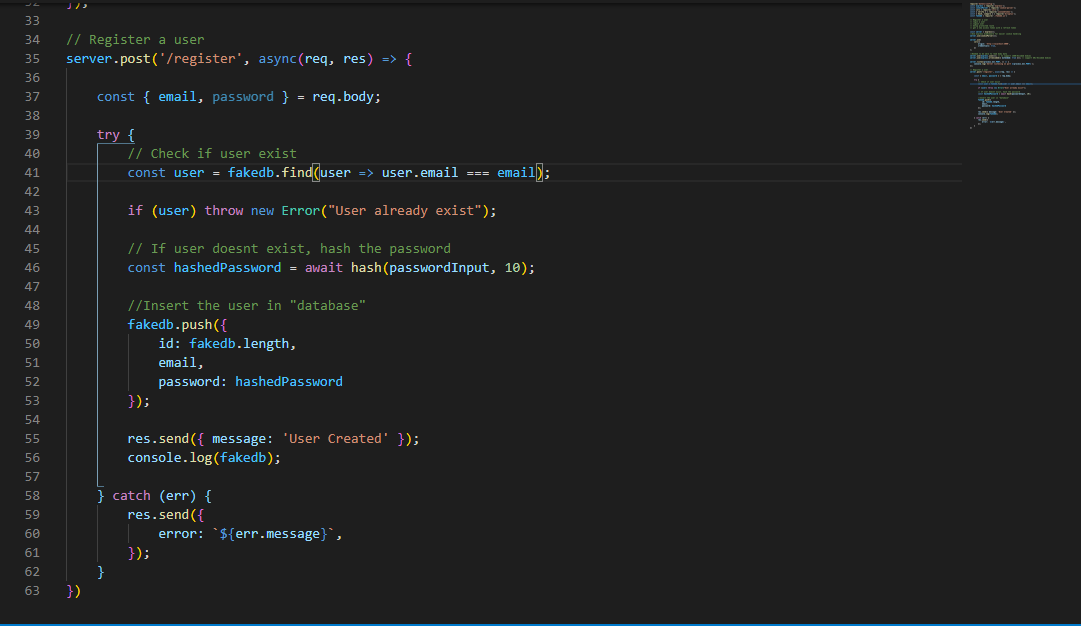 32 });
33
34 // Register a user
35 server.post('/register', async(req, res) => {
36
37 const { email, password } = req.body;
38
39 try {
40 // Check if user exist
41 const user = fakedb.find(user => user.email === email);
42
43 if (user) throw new Error("User already exist");
44
45 // If user doesnt exist, hash the password
46 const hashedPassword = await hash(passwordInput, 10);
47
48 //Insert the user in "database"
49 fakedb.push({
50 id: fakedb.length,
51 email,
52 password: hashedPassword
53 });
54
55 res.send({ message: 'User Created' });
56 console.log(fakedb);
57
58 } catch (err) {
59 res.send({
60 error: `${err.message}`,
61 });
62 }
63 })